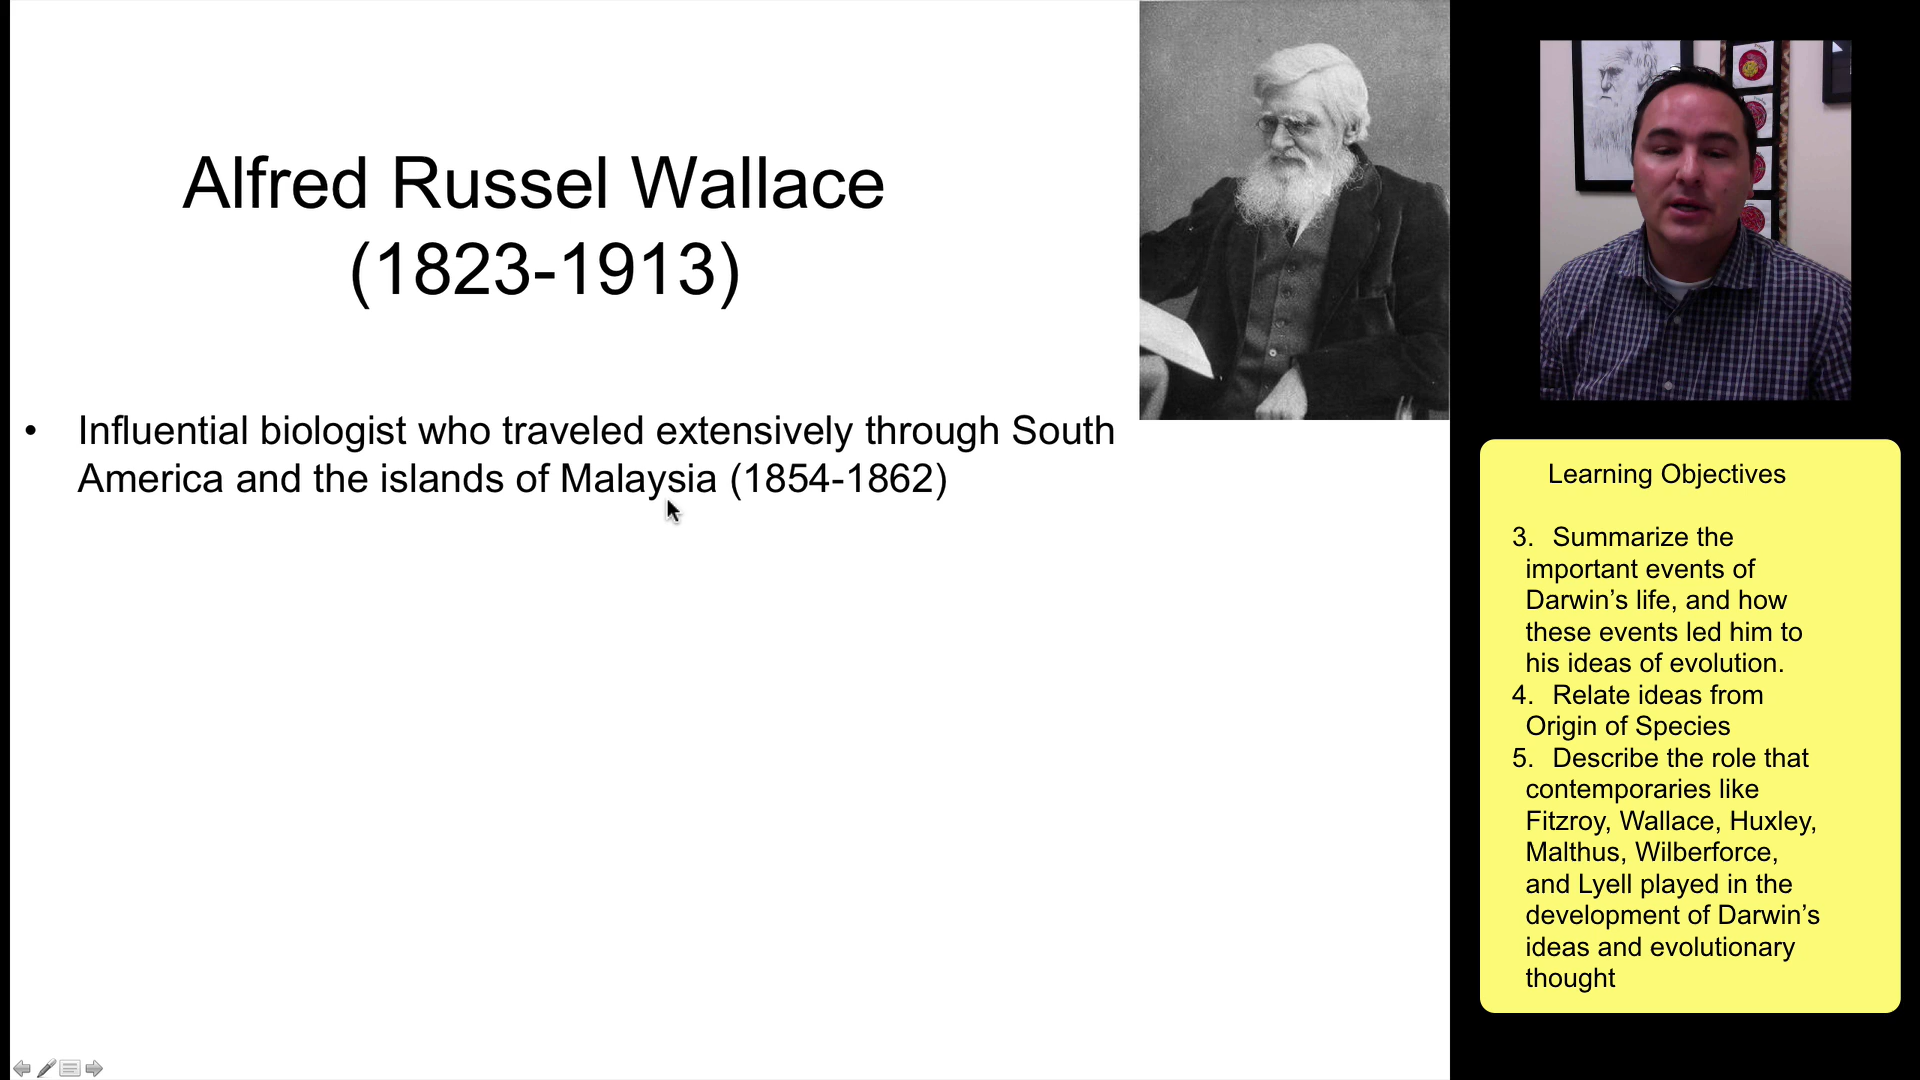 Alfred Russel Wallace
(1823-1913)
• Influential biologist who traveled extensively through South
America and the islands of Malaysia (1854-1862)
Learning Objectives
3. Summarize the
important events of
Darwin’s life, and how
these events led him to
his ideas of evolution.
4. Relate ideas from
Origin of Species
5. Describe the role that
contemporaries like
Fitzroy, Wallace, Huxley,
Malthus, Wilberforce,
and Lyell played in the
development of Darwin’s
ideas and evolutionary
thought